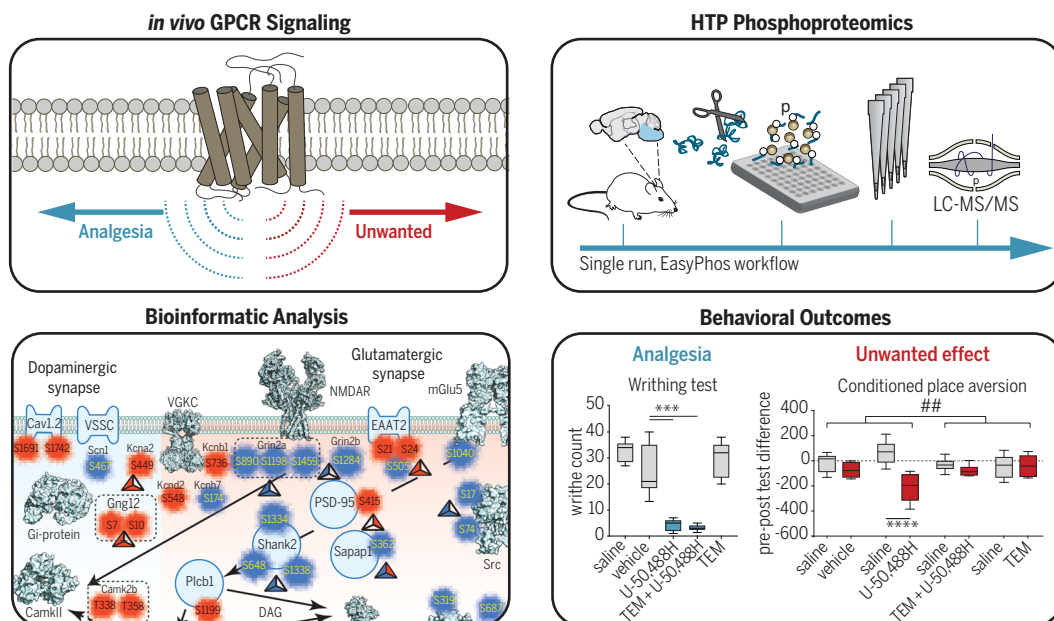 in vivo GPCR Signaling
Analgesia
Unwanted
HTP Phosphoproteomics
p
p
LC-MS/MS
Single run, EasyPhos workflow
Bioinformatic Analysis
Dopaminergic
synapse
Glutamatergic
synapse
VGKC
NMDAR
mGlu5
Cav1.2
VSSC
EAAT2
S1691
S1742
Scn1
S467
Kcna2
S449
Kcnb1
S736
Grin2a
S890
S1198
S1459
Grin2b
S1284
S21
S24
S505
S1040
Kcnd2
S548
Kcnh7
S174
Gng12
S7
S10
Gi-protein
PSD-95
S415
S17
S74
Src
S1334
Shank2
S648
S1338
Sapap1
S362
CamkII
Camk2b
T338
T358
Plcb1
S1199
DAG
S319
S687
Behavioral Outcomes
Analgesia
Writhing test
writhe count
50
40
30
20
10
0
***
saline
vehicle
U-50.488H
TEM + U-50.488H
TEM
Unwanted effect
Conditioned place aversion
pre-post test difference
400
200
0
-200
-400
-600
##
****
saline
vehicle
saline
U-50.488H
saline
TEM + U-50.488H
saline
TEM